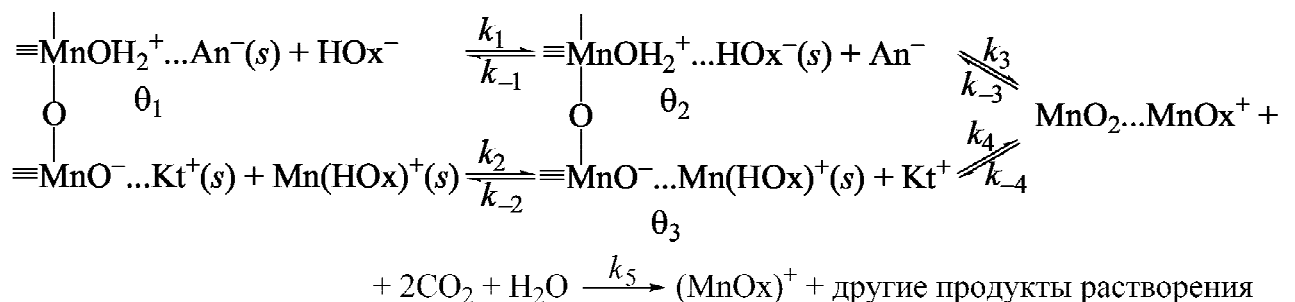 ≡MnOH₂⁺...An⁻(s) + HOx⁻ k₁ k₋₁ ≡MnOH₂⁺...HOx⁻(s) + An⁻ k₃ k₋₃
θ₁ θ₂
O O MnO₂...MnOx⁺ +
≡MnO⁻...Kt⁺(s) + Mn(HOx)⁺(s) k₂ k₋₂ ≡MnO⁻...Mn(HOx)⁺(s) + Kt⁺ k₄ k₋₄
θ₃
+ 2CO₂ + H₂O k₅ → (MnOx)⁺ + другие продукты растворения